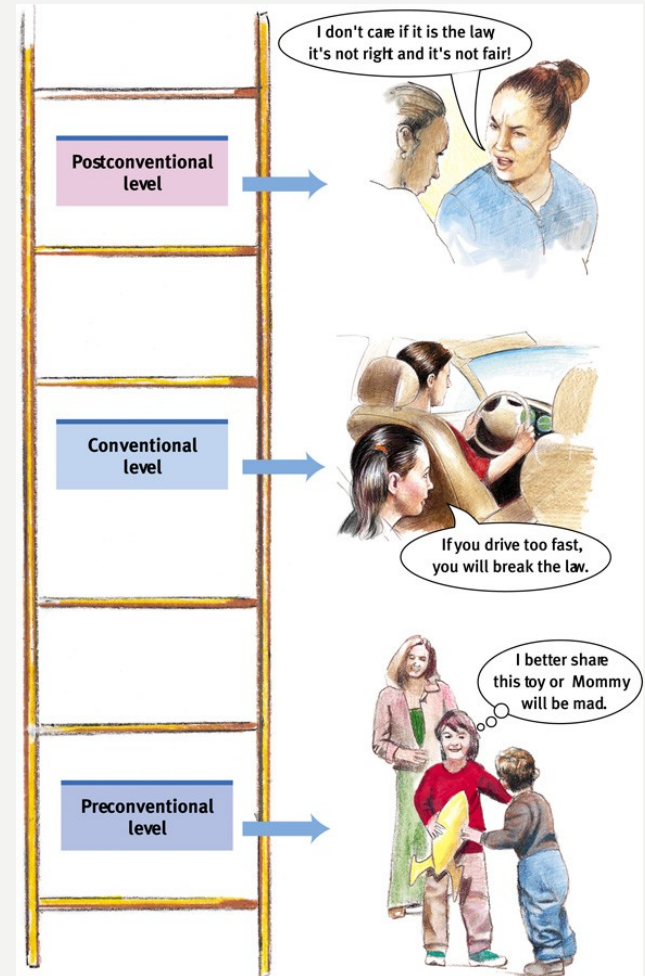 I don't care if it is the law
it's not right and it's not fair!
Postconventional
level
Conventional
level
If you drive too fast,
you will break the law.
I better share
this toy or Mommy
will be mad.
Preconventional
level